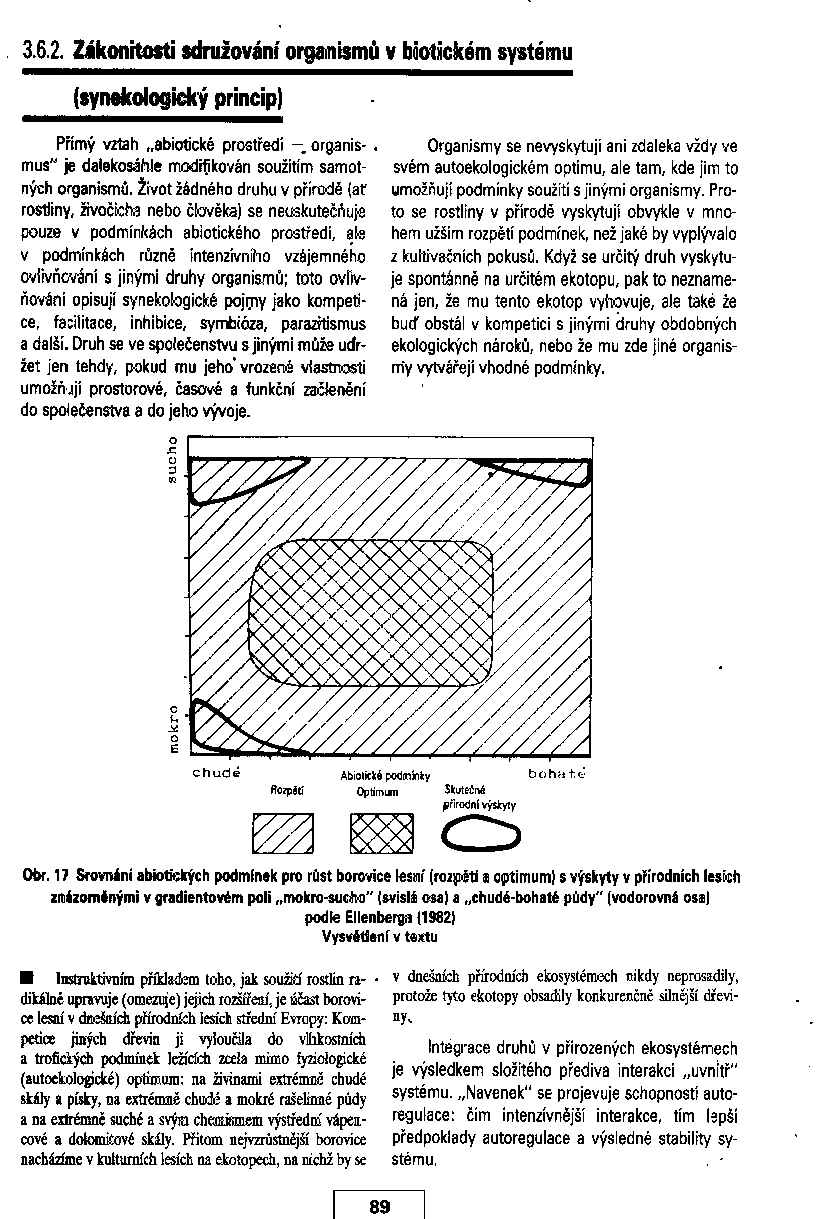 3.6.2. Zákonitosti sdružování organismů v biotickém systému
(synekologický princip)
Přímý vztah „abiotické prostředí – organis-
mus" je dalekosáhle modifikován soužitím samot-
ných organismů. Život žádného druhu v přírodě (ať
rostliny, živočicha nebo člověka) se neuskutečňuje
pouze v podmínkách abiotického prostředí, ale
v podmínkách různě intenzívního vzájemného
ovlivňování s jinými druhy organismů; toto ovliv-
ňování opisují synekologické pojmy jako kompeti-
ce, facilitace, inhibice, symbióza, parazitismus
a další. Druh se ve společenstvu s jinými může udr-
žet jen tehdy, pokud mu jeho vrozené vlastnosti
umožňují prostorové, časové a funkční začlenění
do společenstva a do jeho vývoje.
Organismy se nevyskytují ani zdaleka vždy ve
svém autoekologickém optimu, ale tam, kde jim to
umožňují podmínky soužití s jinými organismy. Pro-
to se rostliny v přírodě vyskytují obvykle v mno-
hem užším rozpětí podmínek, než jaké by vyplývalo
z kultivačních pokusů. Když se určitý druh vyskytu-
je spontánně na určitém ekotopu, pak to nezname-
ná jen, že mu tento ekotop vyhovuje, ale také že
buď obstál v kompetici s jinými druhy obdobných
ekologických nároků, nebo že mu zde jiné organis-
my vytvářejí vhodné podmínky.
sucho
mokro
chudé
bohaté
Abiotické podmínky
Rozpětí
Optimum
Skutečné
přírodní výskyty
Obr. 17 Srovnání abiotických podmínek pro růst borovice lesní (rozpětí a optimum) s výskyty v přírodních lesích
znázorněnými v gradientovém poli „mokro-sucho" (svislá osa) a „chudé-bohaté půdy" (vodorovná osa)
podle Ellenberga (1982)
Vysvětlení v textu
■ Instruktivním příkladem toho, jak soužití rostlin ra-
dikálně upravuje (omezuje) jejich rozšíření, je účast borovi-
ce lesní v dnešních přírodních lesích střední Evropy: Kom-
petice jiných dřevin ji vyloučila do vlhkostních
a trofických podmínek ležících zcela mimo fyziologické
(autoekologické) optimum: na živinami extrémně chudé
skály a písky, na extrémně chudé a mokré rašelinné půdy
a na extrémně suché a svým chemismem výstřední vápen-
cové a dolomitové skály. Přitom nejvzrůstnější borovice
nacházíme v kulturních lesích na ekotopech, na nichž by se
v dnešních přírodních ekosystémech nikdy neprosadily,
protože tyto ekotopy obsadily konkurenčně silnější dřevi-
ny.
Integrace druhů v přirozených ekosystémech
je výsledkem složitého přediva interakcí „uvnitř"
systému. „Navenek" se projevuje schopností auto-
regulace: čím intenzívnější interakce, tím lepší
předpoklady autoregulace a výsledné stability sy-
stému.
89